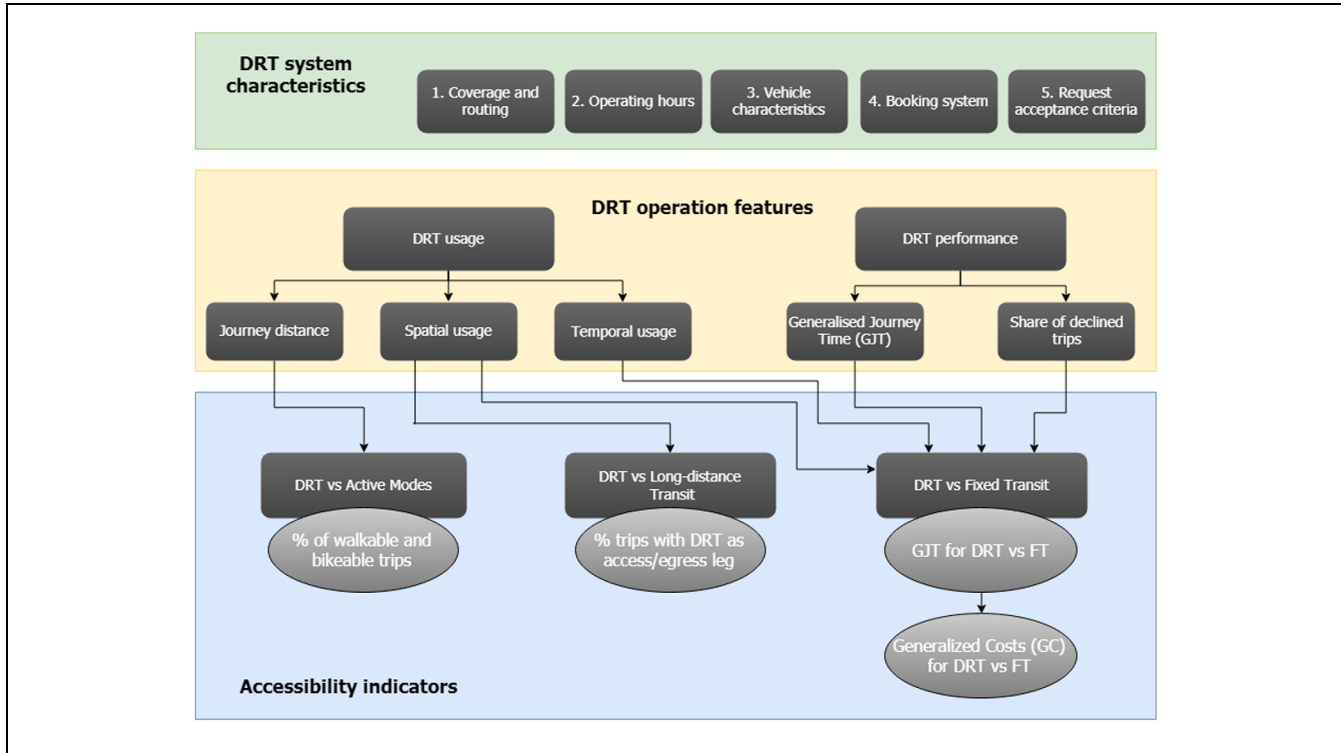 DRT system
characteristics
1. Coverage and
routing
2. Operating hours
3. Vehicle
characteristics
4. Booking system
5. Request
acceptance criteria
DRT operation features
DRT usage
DRT performance
Journey distance
Spatial usage
Temporal usage
Generalised Journey
Time (GJT)
Share of declined
trips
DRT vs Active Modes
DRT vs Long-distance
Transit
DRT vs Fixed Transit
% of walkable and
bikeable trips
% trips with DRT as
access/egress leg
GJT for DRT vs FT
Generalized Costs (GC)
for DRT vs FT
Accessibility indicators